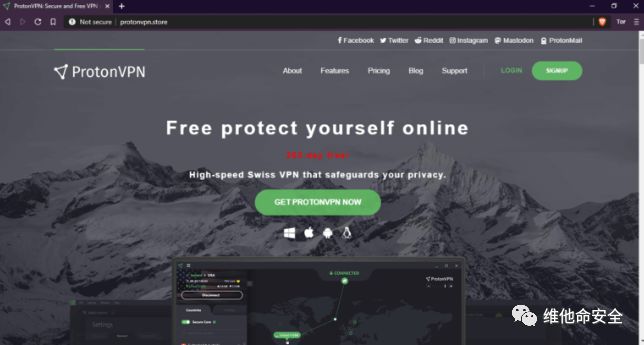 ProtonVPN: Secure and Free VPN
Not secure | protonvpn.store
Tor
Facebook Twitter Reddit Instagram Mastodon ProtonMail
ProtonVPN
About Features Pricing Blog Support LOGIN SIGNUP
Free protect yourself online
High-speed Swiss VPN that safeguards your privacy.
GET PROTONVPN NOW
CONNECTED
ProtonVPN
Disconnect
Countries
Secure Core
Settings
维他命安全